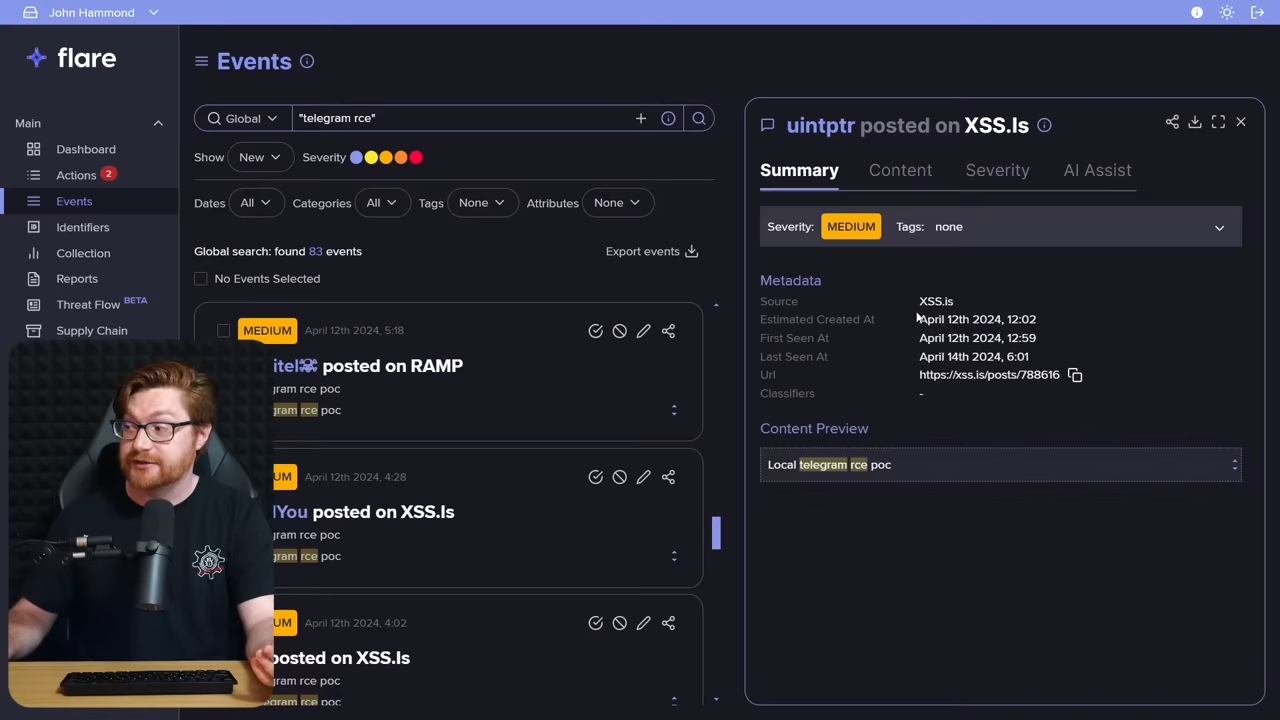 John Hammond
flare
Main
Dashboard
Actions 2
Events
Identifiers
Collection
Reports
Threat Flow BETA
Supply Chain
Events
Global "telegram rce"
Show New Severity
Dates All Categories All Tags None Attributes None
Global search: found 83 events
Export events
No Events Selected
MEDIUM April 12th 2024, 5:18
posted on RAMP
gram rce poc
gram rce poc
UM April 12th 2024, 4:28
You posted on XSS.Is
gram rce poc
gram rce poc
UM April 12th 2024, 4:02
posted on XSS.Is
gram rce poc
uintptr posted on XSS.Is
Summary Content Severity AI Assist
Severity: MEDIUM Tags: none
Metadata
Source XSS.is
Estimated Created At April 12th 2024, 12:02
First Seen At April 12th 2024, 12:59
Last Seen At April 14th 2024, 6:01
Url https://xss.is/posts/788616
Classifiers -
Content Preview
Local telegram rce poc